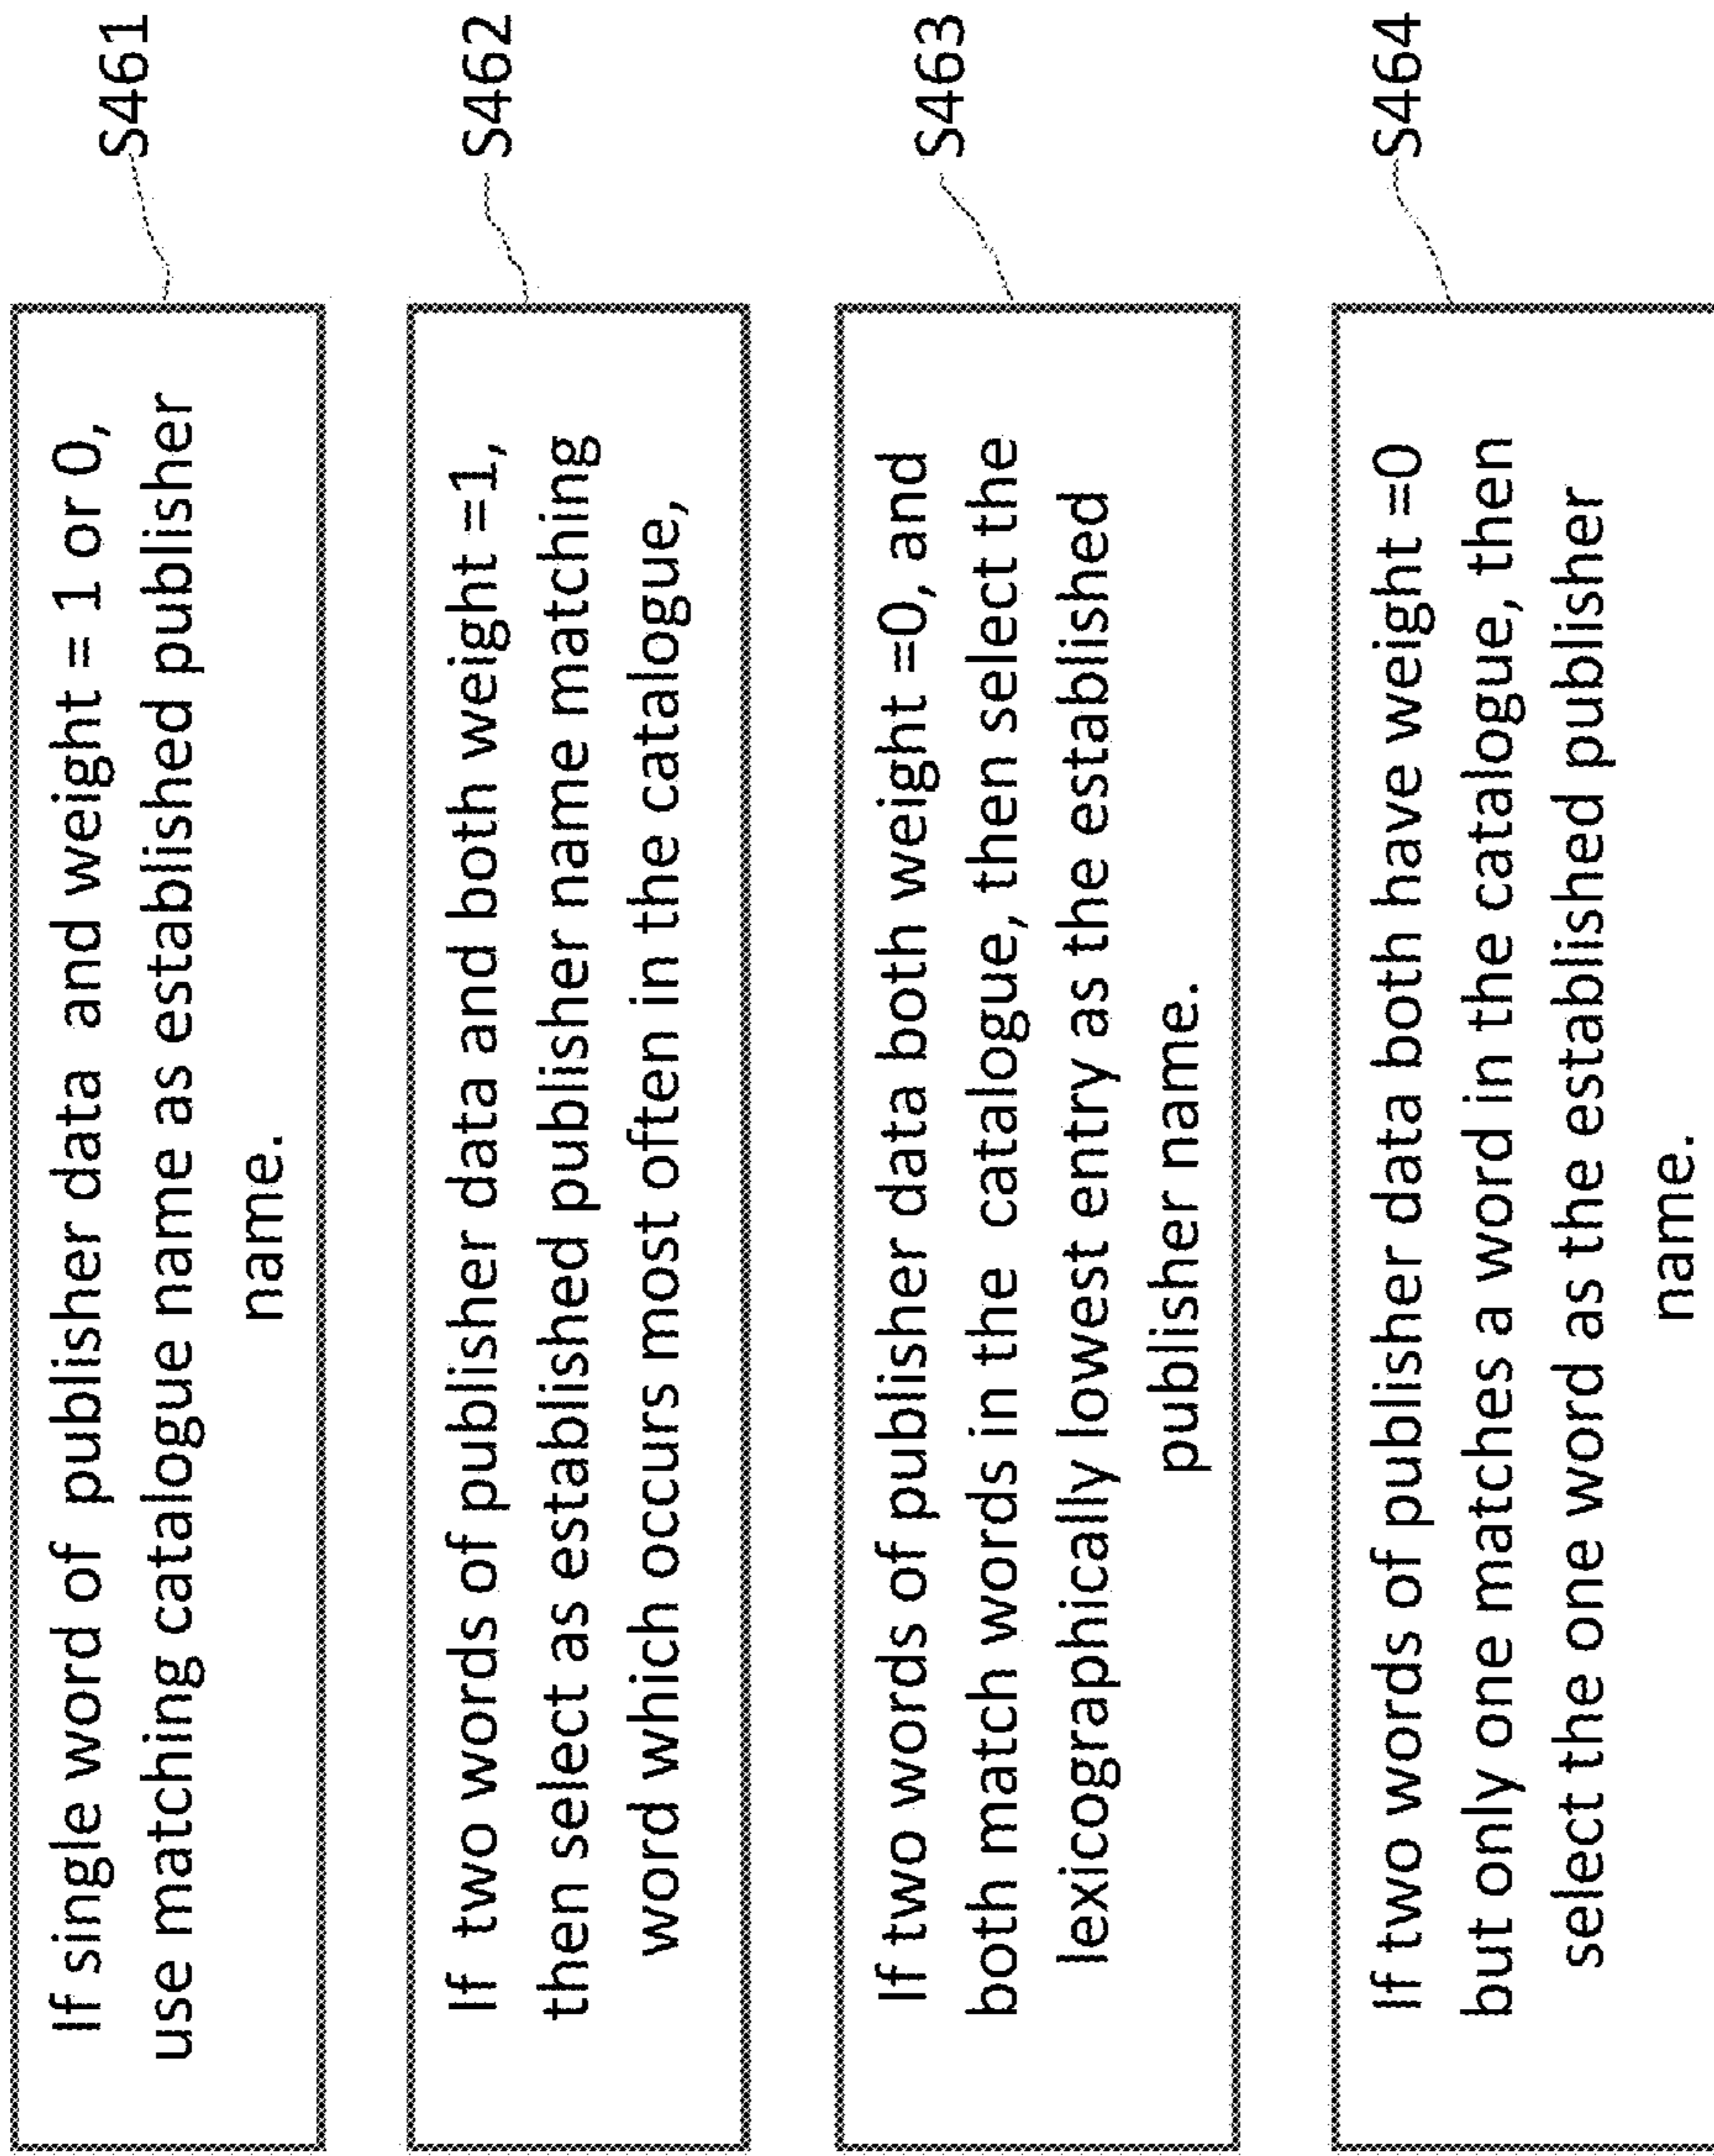 If single word of publisher data and weight = 1 or 0,
use matching catalogue name as established publisher
name.
S461
If two words of publisher data and both weight =1,
then select as established publisher name matching
word which occurs most often in the catalogue,
S462
If two words of publisher data both weight =0, and
both match words in the catalogue, then select the
lexicographically lowest entry as the established
publisher name.
S463
If two words of publisher data both have weight =0
but only one matches a word in the catalogue, then
select the one word as the established publisher
name.
S464